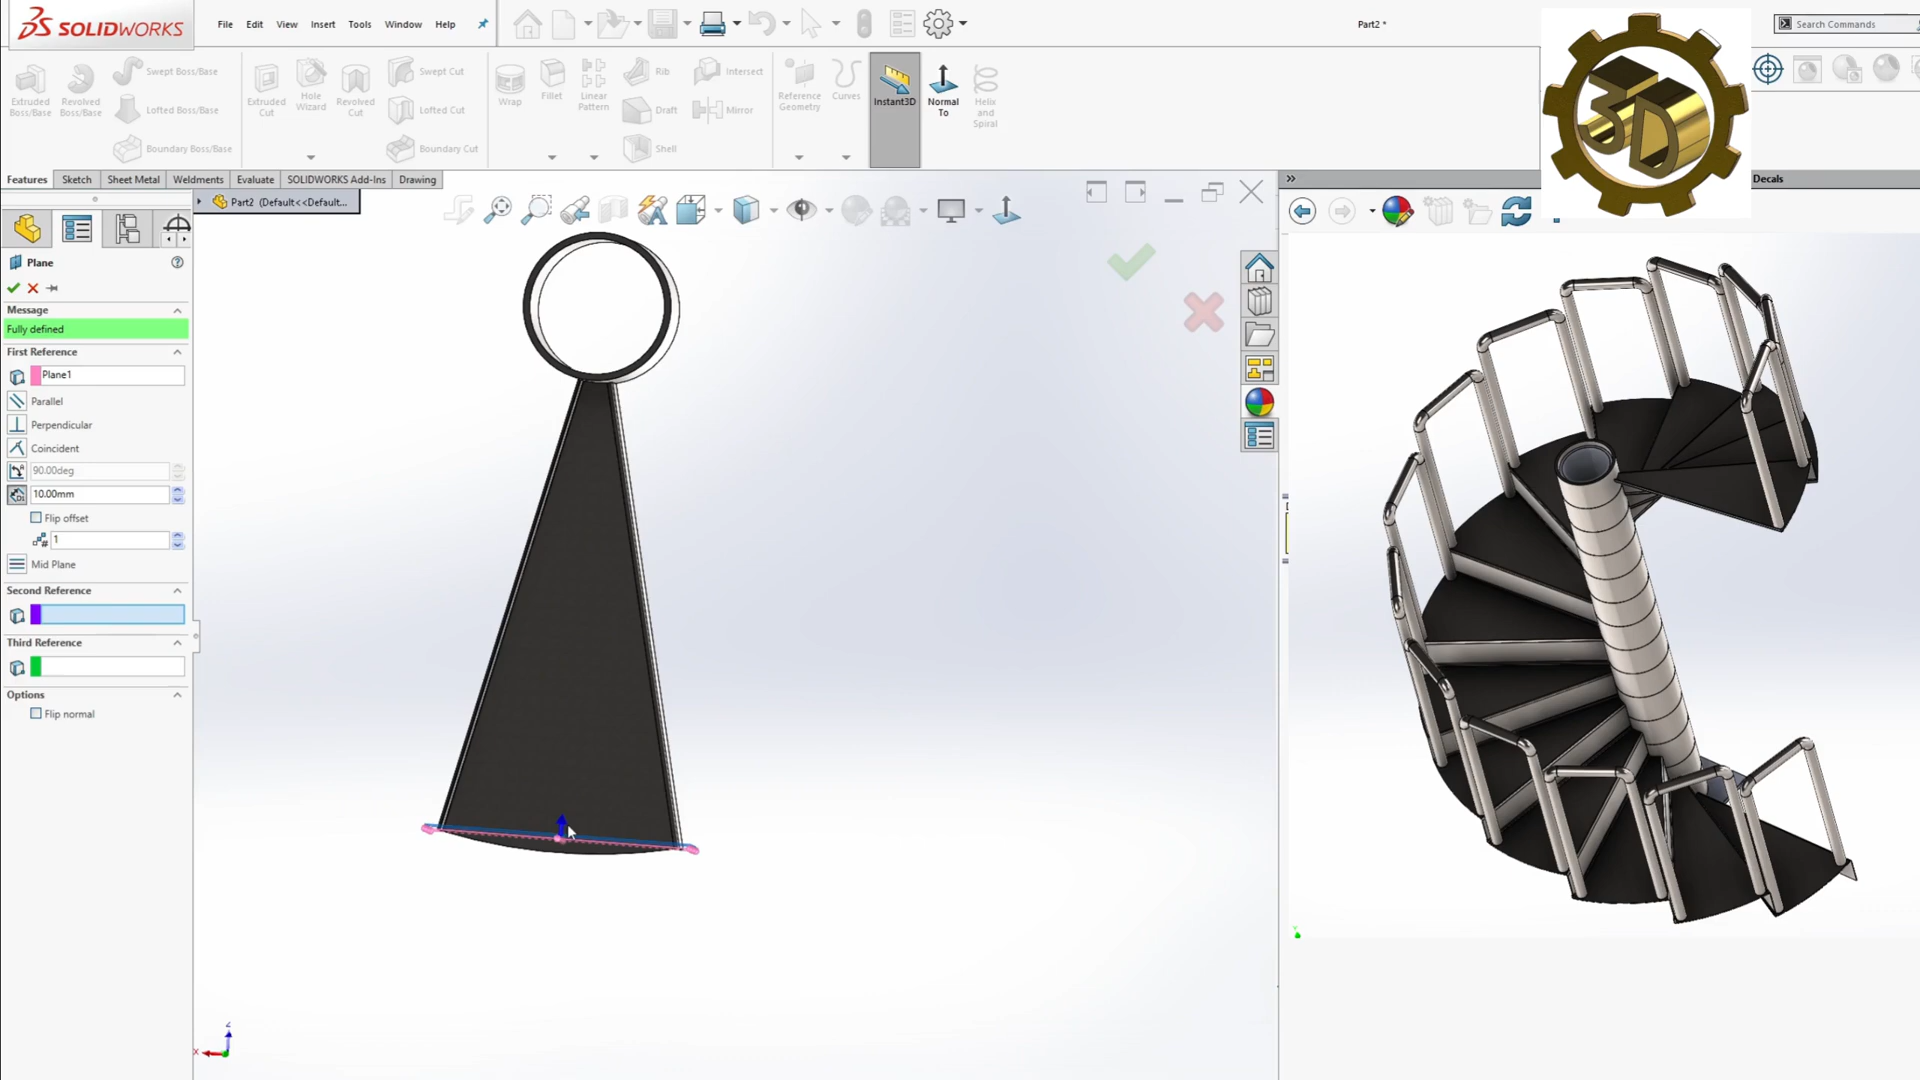 SOLIDWORKS
File Edit View Insert Tools Window Help
Part2 *
Search Commands
Extruded Boss/Base
Revolved Boss/Base
Swept Boss/Base
Lofted Boss/Base
Boundary Boss/Base
Extruded Cut
Hole Wizard
Revolved Cut
Swept Cut
Lofted Cut
Boundary Cut
Wrap
Fillet
Linear Pattern
Rib
Draft
Shell
Intersect
Mirror
Reference Geometry
Curves
Instant3D
Normal To
Helix and Spiral
3D
Features Sketch Sheet Metal Weldments Evaluate SOLIDWORKS Add-Ins Drawing
Decals
Part2 (Default<<Default...
Plane
Message
Fully defined
First Reference
Plane1
Parallel
Perpendicular
Coincident
90.00deg
10.00mm
Flip offset
1
Mid Plane
Second Reference
Third Reference
Options
Flip normal
Z
X
Y